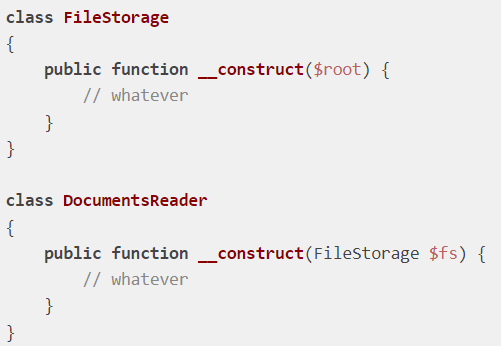 class FileStorage
{
    public function __construct($root) {
        // whatever
    }
}

class DocumentsReader
{
    public function __construct(FileStorage $fs) {
        // whatever
    }
}